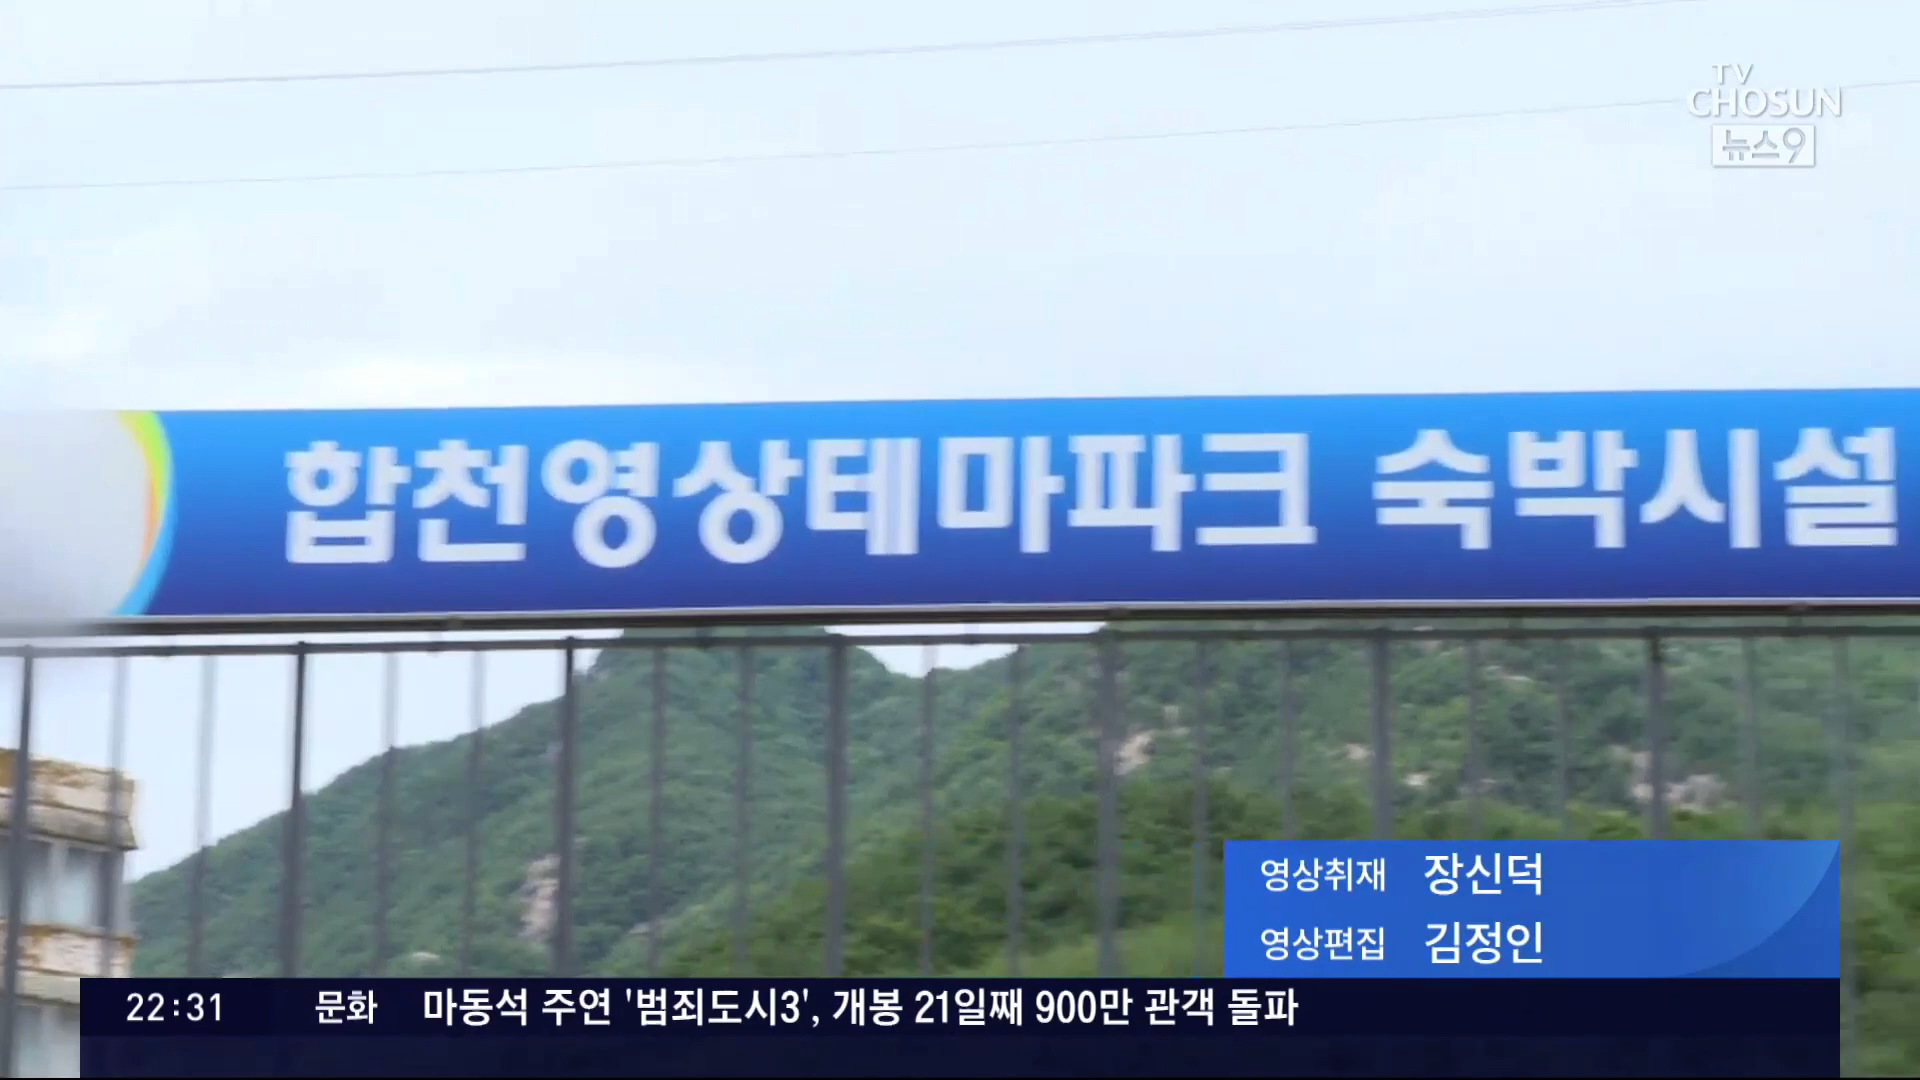 TV
CHOSUN
뉴스9
합천영상테마파크 숙박시설
영상취재 장신덕
영상편집 김정인
22:31 문화 마동석 주연 '범죄도시3', 개봉 21일째 900만 관객 돌파